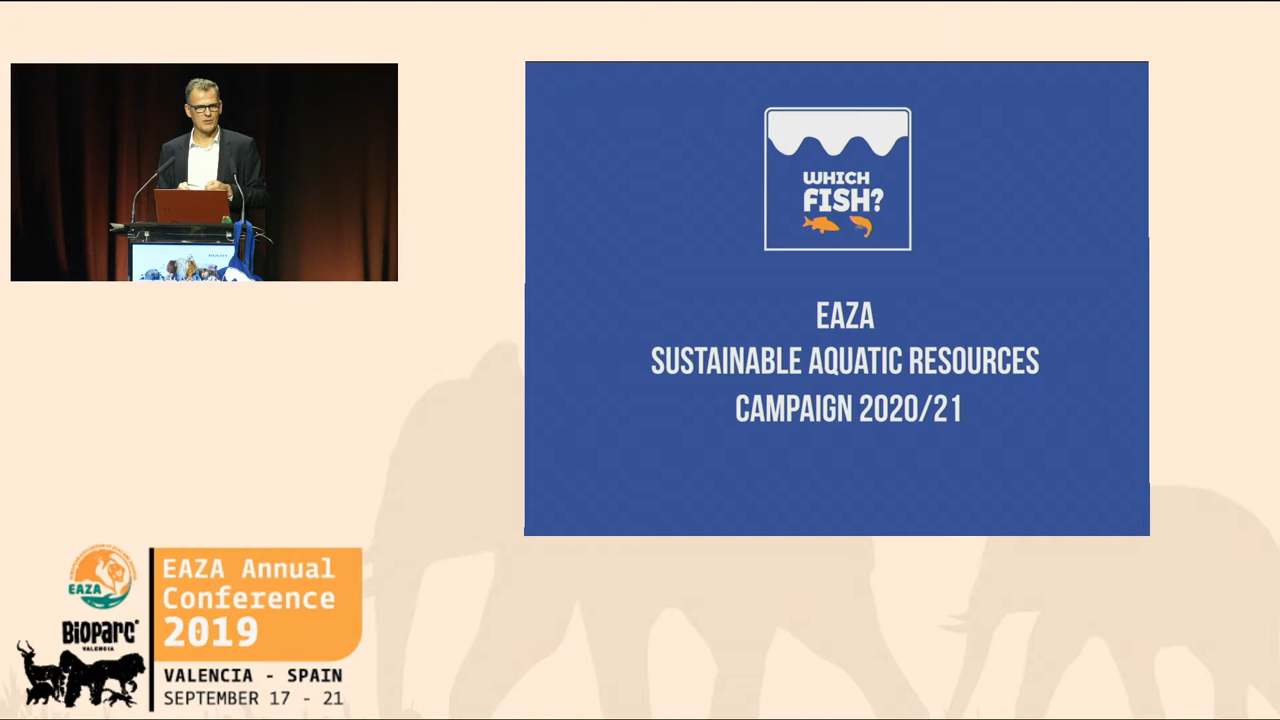 WHICH
FISH?
EAZA
SUSTAINABLE AQUATIC RESOURCES
CAMPAIGN 2020/21
EAZA
BIOPARC
VALENCIA
EAZA Annual
Conference
2019
VALENCIA - SPAIN
SEPTEMBER 17 - 21